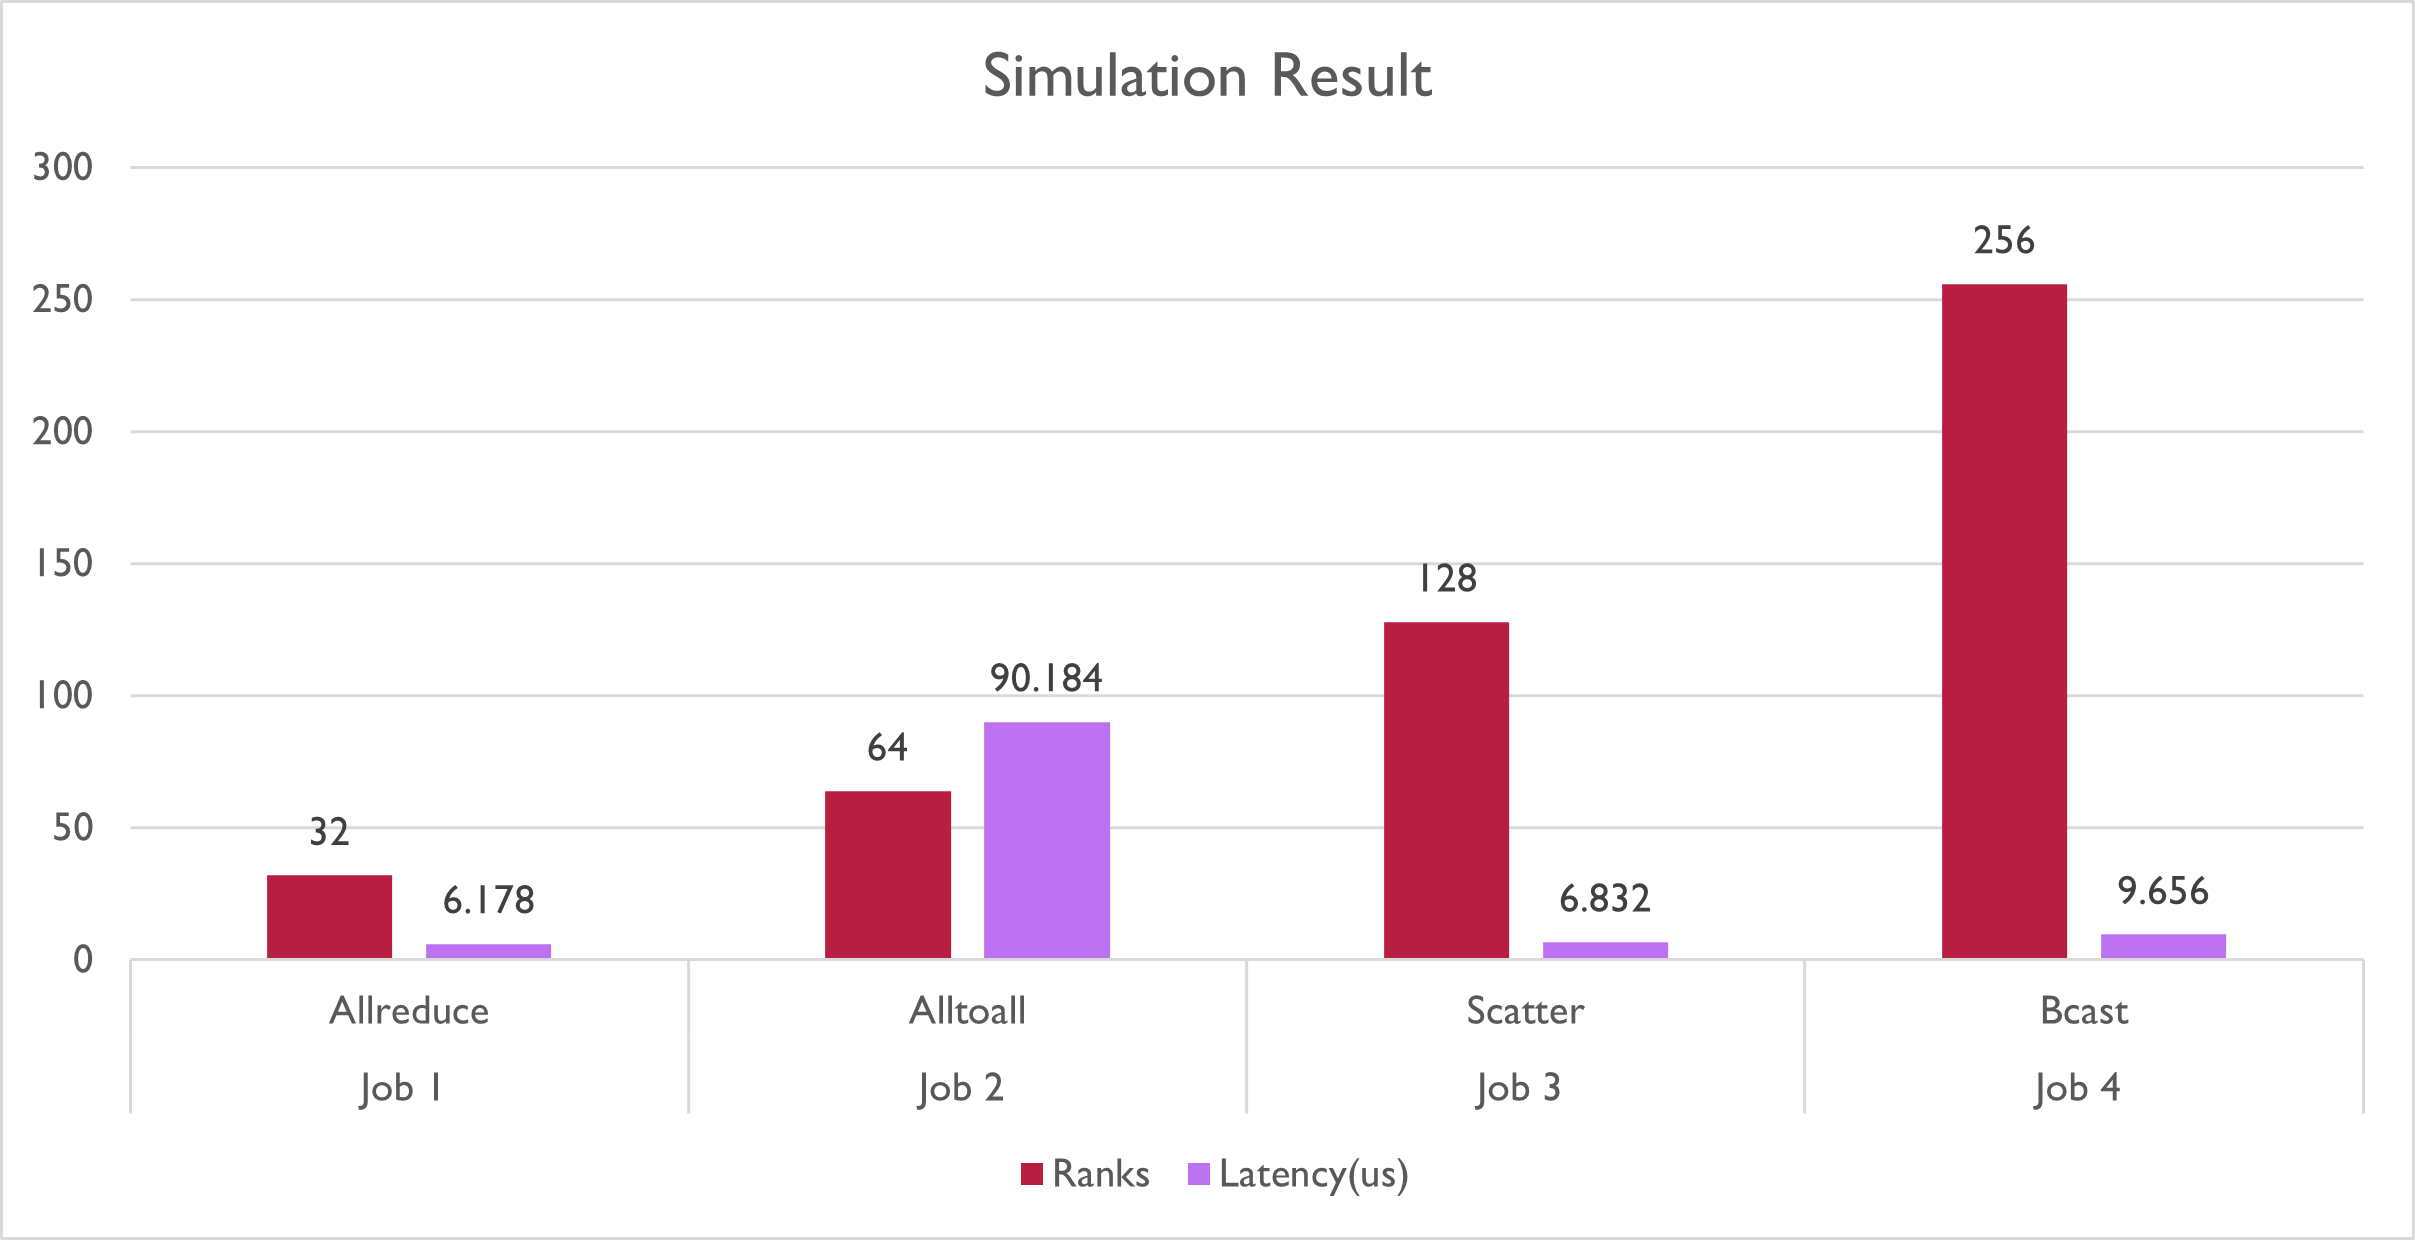 Simulation Result
300
250
200
150
100
50
0
32
6.178
64
90.184
128
6.832
256
9.656
Allreduce
Alltoall
Scatter
Bcast
Job 1
Job 2
Job 3
Job 4
Ranks
Latency(us)